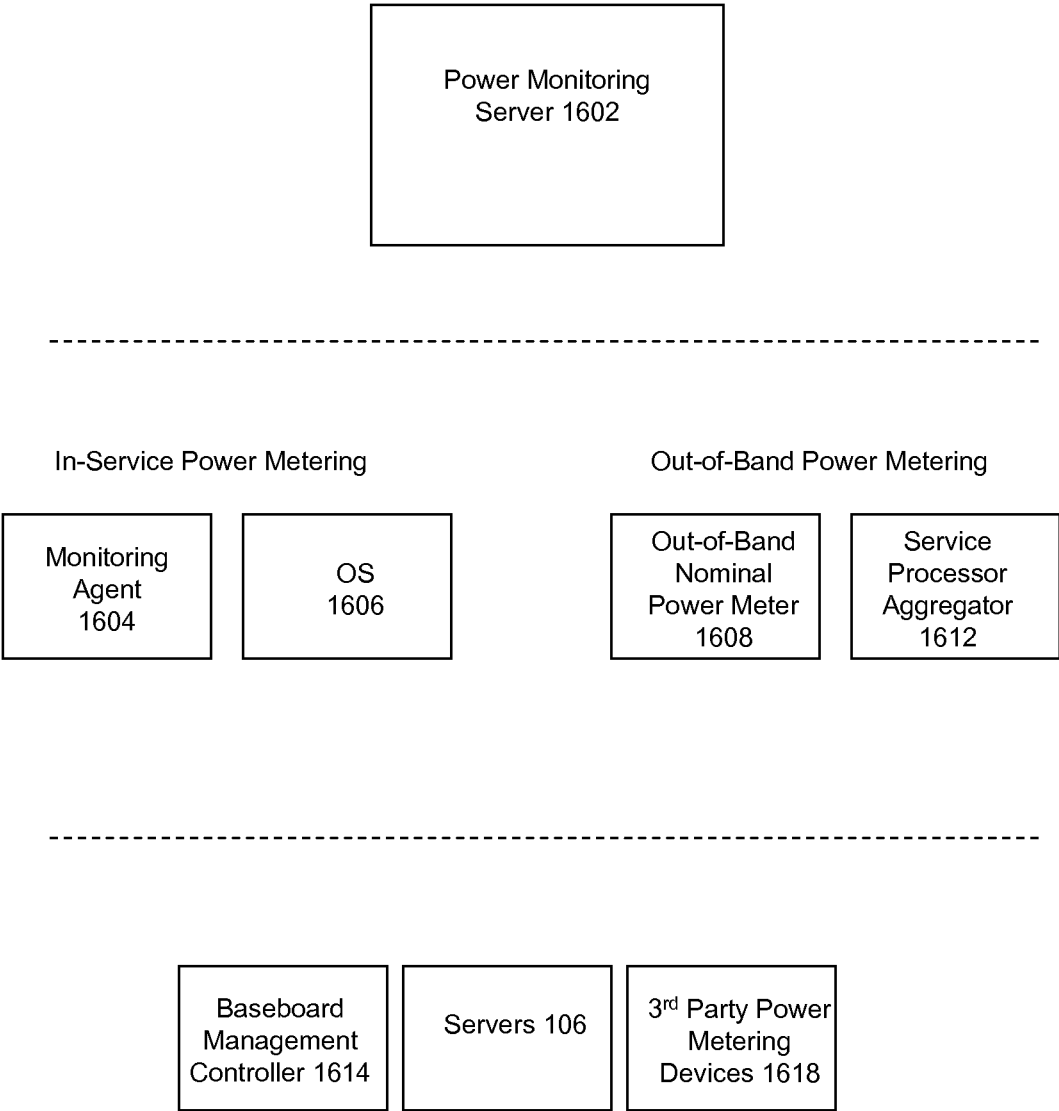 Power Monitoring
Server 1602
In-Service Power Metering
Out-of-Band Power Metering
Monitoring
Agent
1604
OS
1606
Out-of-Band
Nominal
Power Meter
1608
Service
Processor
Aggregator
1612
Baseboard
Management
Controller 1614
Servers 106
3rd Party Power
Metering
Devices 1618